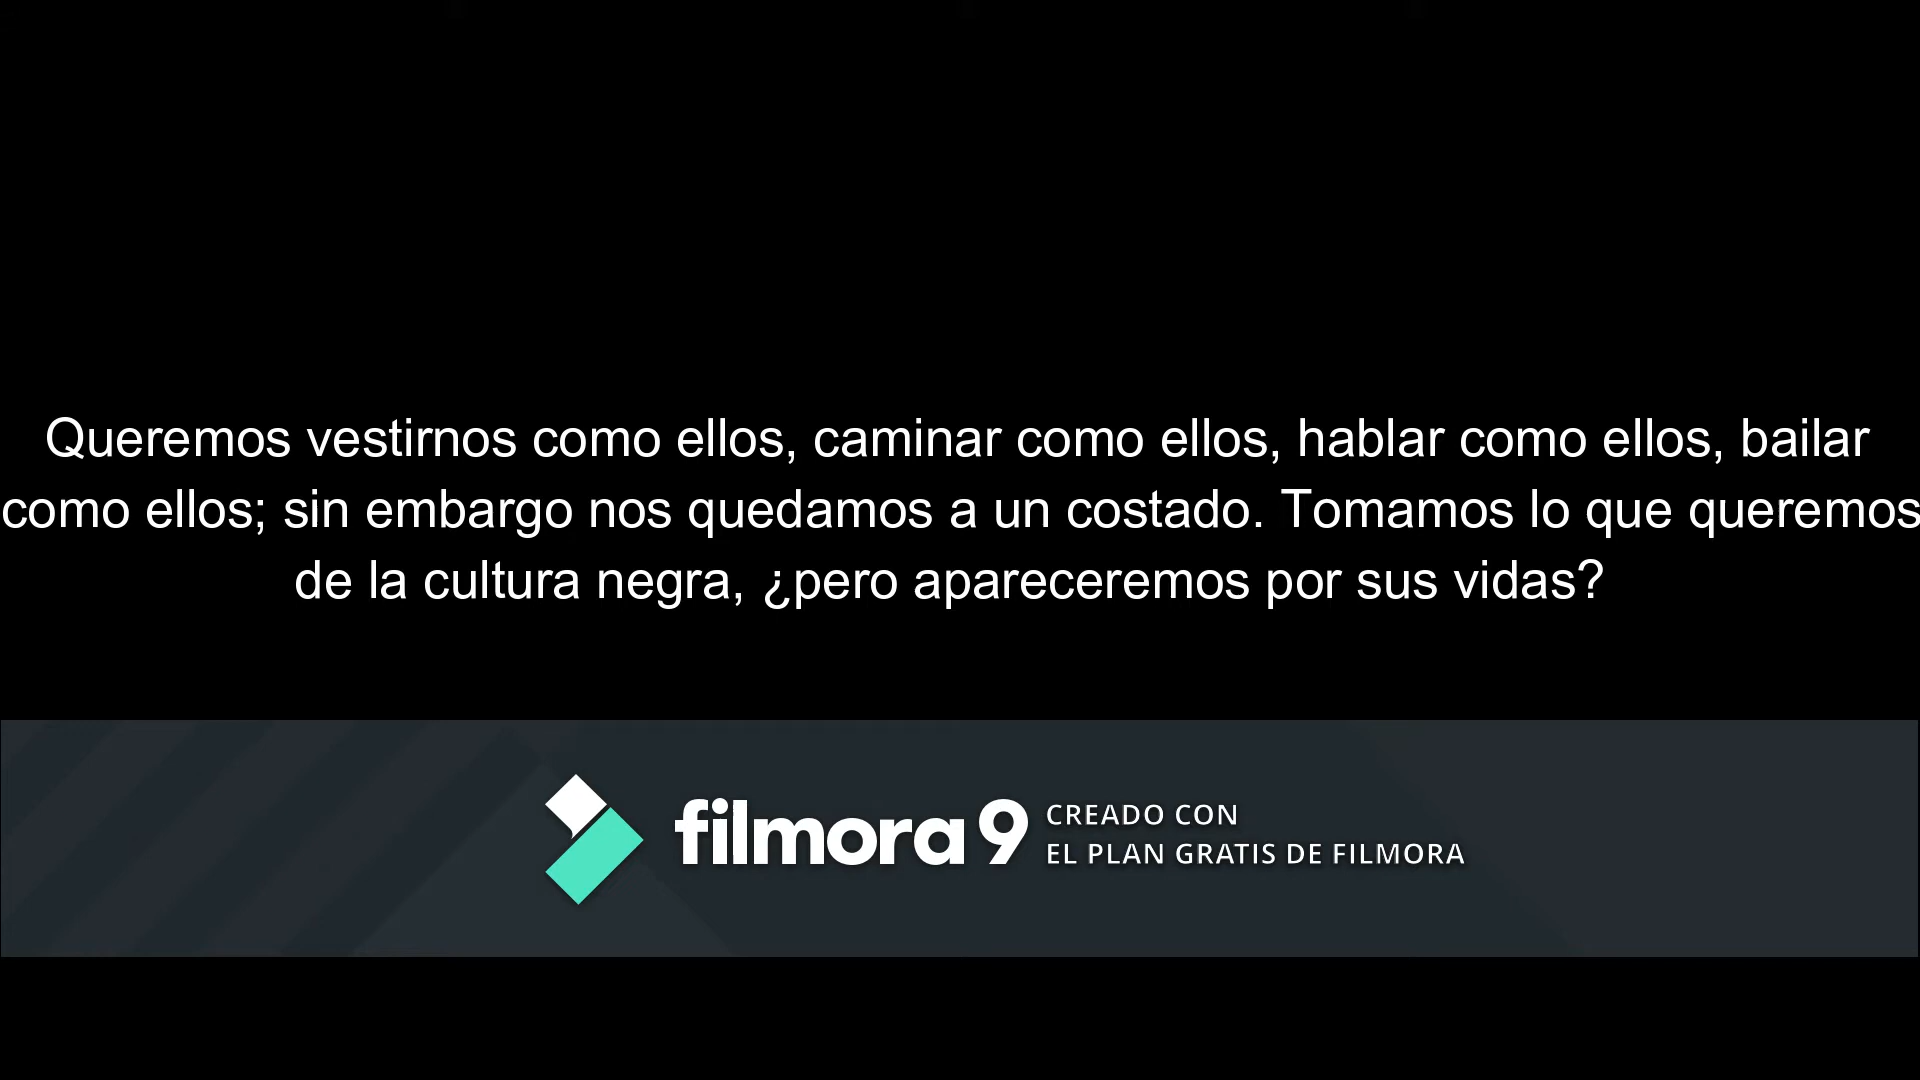 Queremos vestirnos como ellos, caminar como ellos, hablar como ellos, bailar
como ellos; sin embargo nos quedamos a un costado. Tomamos lo que queremos
de la cultura negra, ¿pero apareceremos por sus vidas?
filmora 9
CREADO CON
EL PLAN GRATIS DE FILMORA